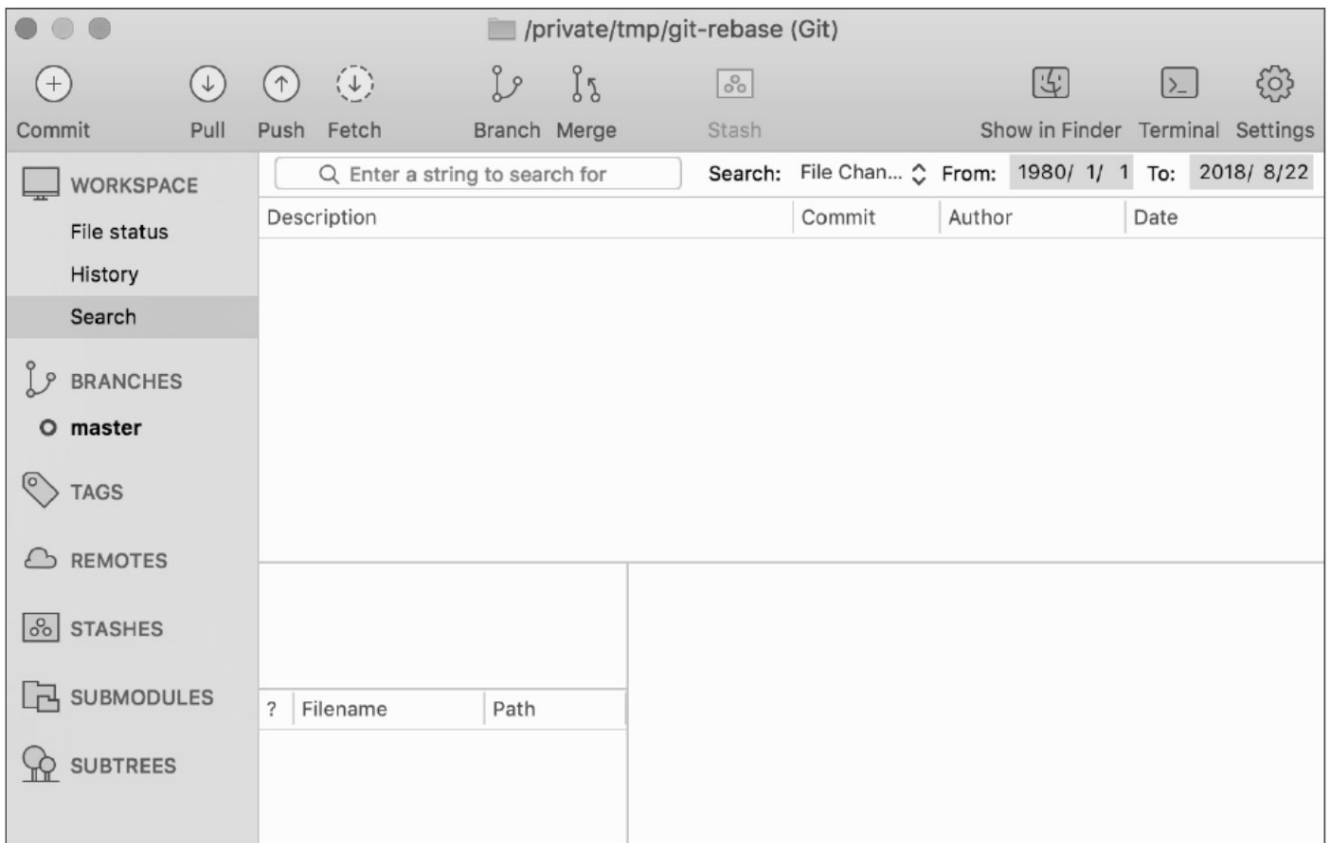 /private/tmp/git-rebase (Git)
Commit Pull Push Fetch Branch Merge Stash Show in Finder Terminal Settings
WORKSPACE
File status
History
Search
BRANCHES
master
TAGS
REMOTES
STASHES
SUBMODULES
SUBTREES
Enter a string to search for Search: File Chan... From: 1980/ 1/ 1 To: 2018/ 8/22
Description Commit Author Date
? Filename Path